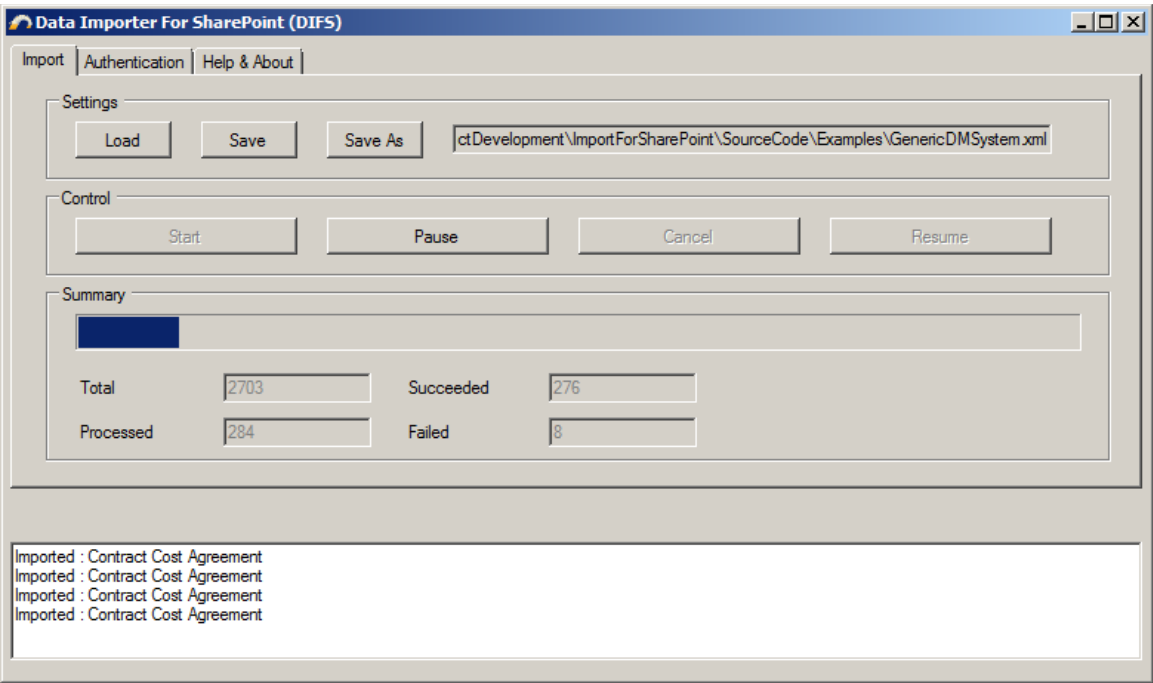 Data Importer For SharePoint (DIFS)
Import Authentication Help & About
Settings
Load Save Save As ctDevelopment\ImportForSharePoint\SourceCode\Examples\GenericDMSystem.xml
Control
Start Pause Cancel Resume
Summary
Total 2703 Succeeded 276
Processed 284 Failed 8
Imported : Contract Cost Agreement
Imported : Contract Cost Agreement
Imported : Contract Cost Agreement
Imported : Contract Cost Agreement